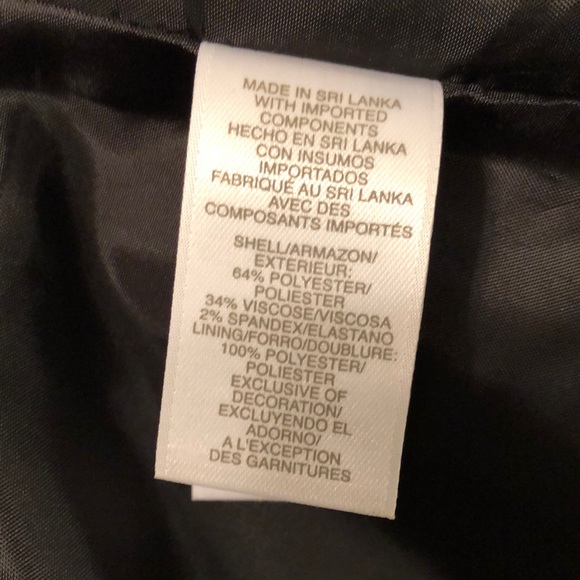 MADE IN SRI LANKA
WITH IMPORTED
COMPONENTS
HECHO EN SRI LANKA
CON INSUMOS
IMPORTADOS
FABRIQUÉ AU SRI LANKA
AVEC DES
COMPOSANTS IMPORTÉS
SHELL/ARMAZON/
EXTERIEUR:
64% POLYESTER/
POLIESTER
34% VISCOSE/VISCOSA
2% SPANDEX/ELASTANO
LINING/FORRO/DOUBLURE:
100% POLYESTER/
POLIESTER
EXCLUSIVE OF
DECORATION/
EXCLUYENDO EL
ADORNO/
A L'EXCEPTION
DES GARNITURES